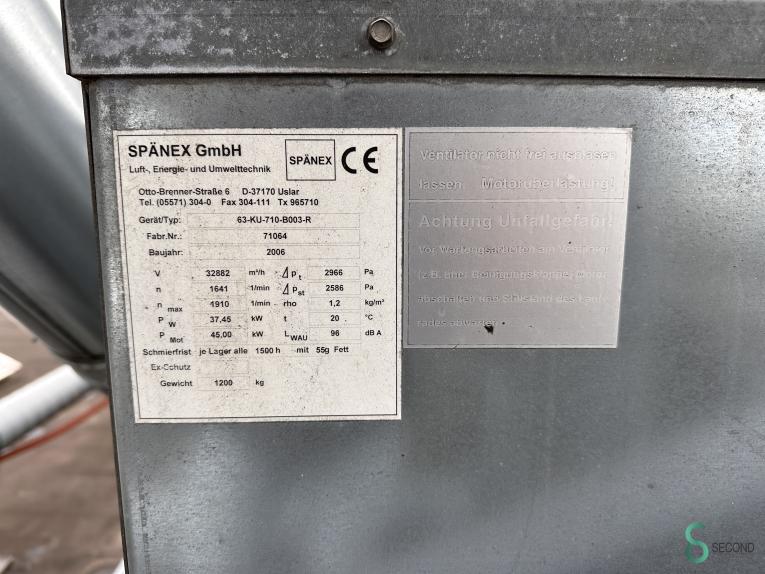 SPÄNEX GmbH
Luft-, Energie- und Umwelttechnik
SPÄNEX CE
Otto-Brenner-Straße 6 D-37170 Uslar
Tel. (05571) 304-0 Fax 304-111 Tx 965710
Gerät/Typ: 63-KU-710-B003-R
Fabr.Nr.: 71064
Baujahr: 2006
V 32882 m³/h Δ pt 2966 Pa
n 1641 1/min Δ pst 2586 Pa
n max 1910 1/min rho 1,2 kg/m³
P W 37,45 kW t 20 °C
P Mot 45,00 kW L WAU 96 dB A
Schmierfrist je Lager alle 1500 h mit 55g Fett
Ex-Schutz
Gewicht 1200 kg
Ventilator nicht frei ausblasen
lassen. Motorüberlastung!
Achtung Unfallgefahr!
Vor Wartungsarbeiten am Ventilator
(z.B. über Reinigungsklappe) Motor
abschalten und Stillstand des Lauf-
rades abwarten
SECOND